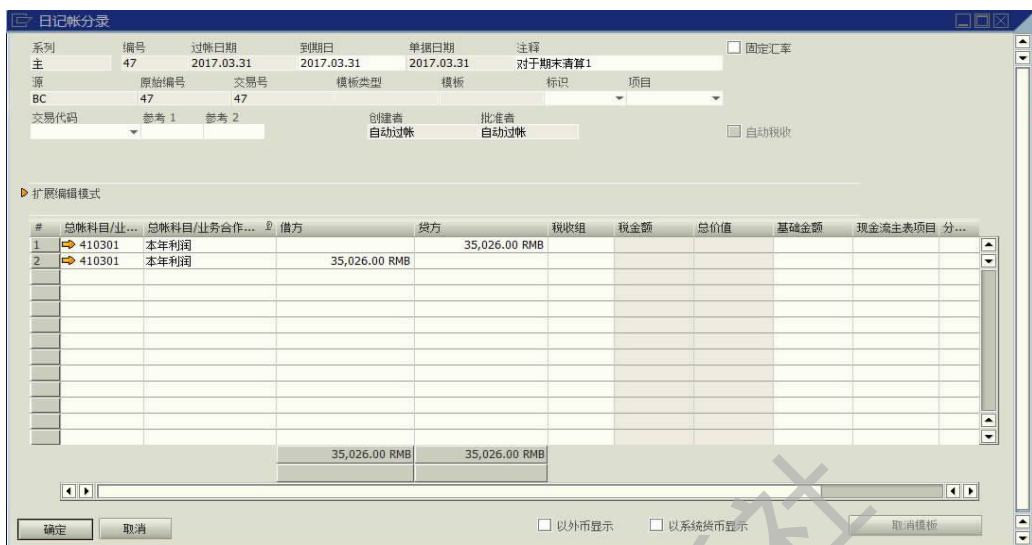 日记帐分录
系列 编号 过帐日期 到期日 单据日期 注释 固定汇率
主 47 2017.03.31 2017.03.31 2017.03.31 对于期末清算1
源 原始编号 交易号 模板类型 模板 标识 项目
BC 47 47
交易代码 参考 1 参考 2 创建者 批准者
自动过帐 自动过帐 自动税收
扩展编辑模式
# 总帐科目/业... 总帐科目/业务合作... 借方 贷方 税收组 税金额 总价值 基础金额 现金流主表项目 分...
1 410301 本年利润 35,026.00 RMB
2 410301 本年利润 35,026.00 RMB
35,026.00 RMB 35,026.00 RMB
确定 取消 以外币显示 以系统货币显示 取消模板
社